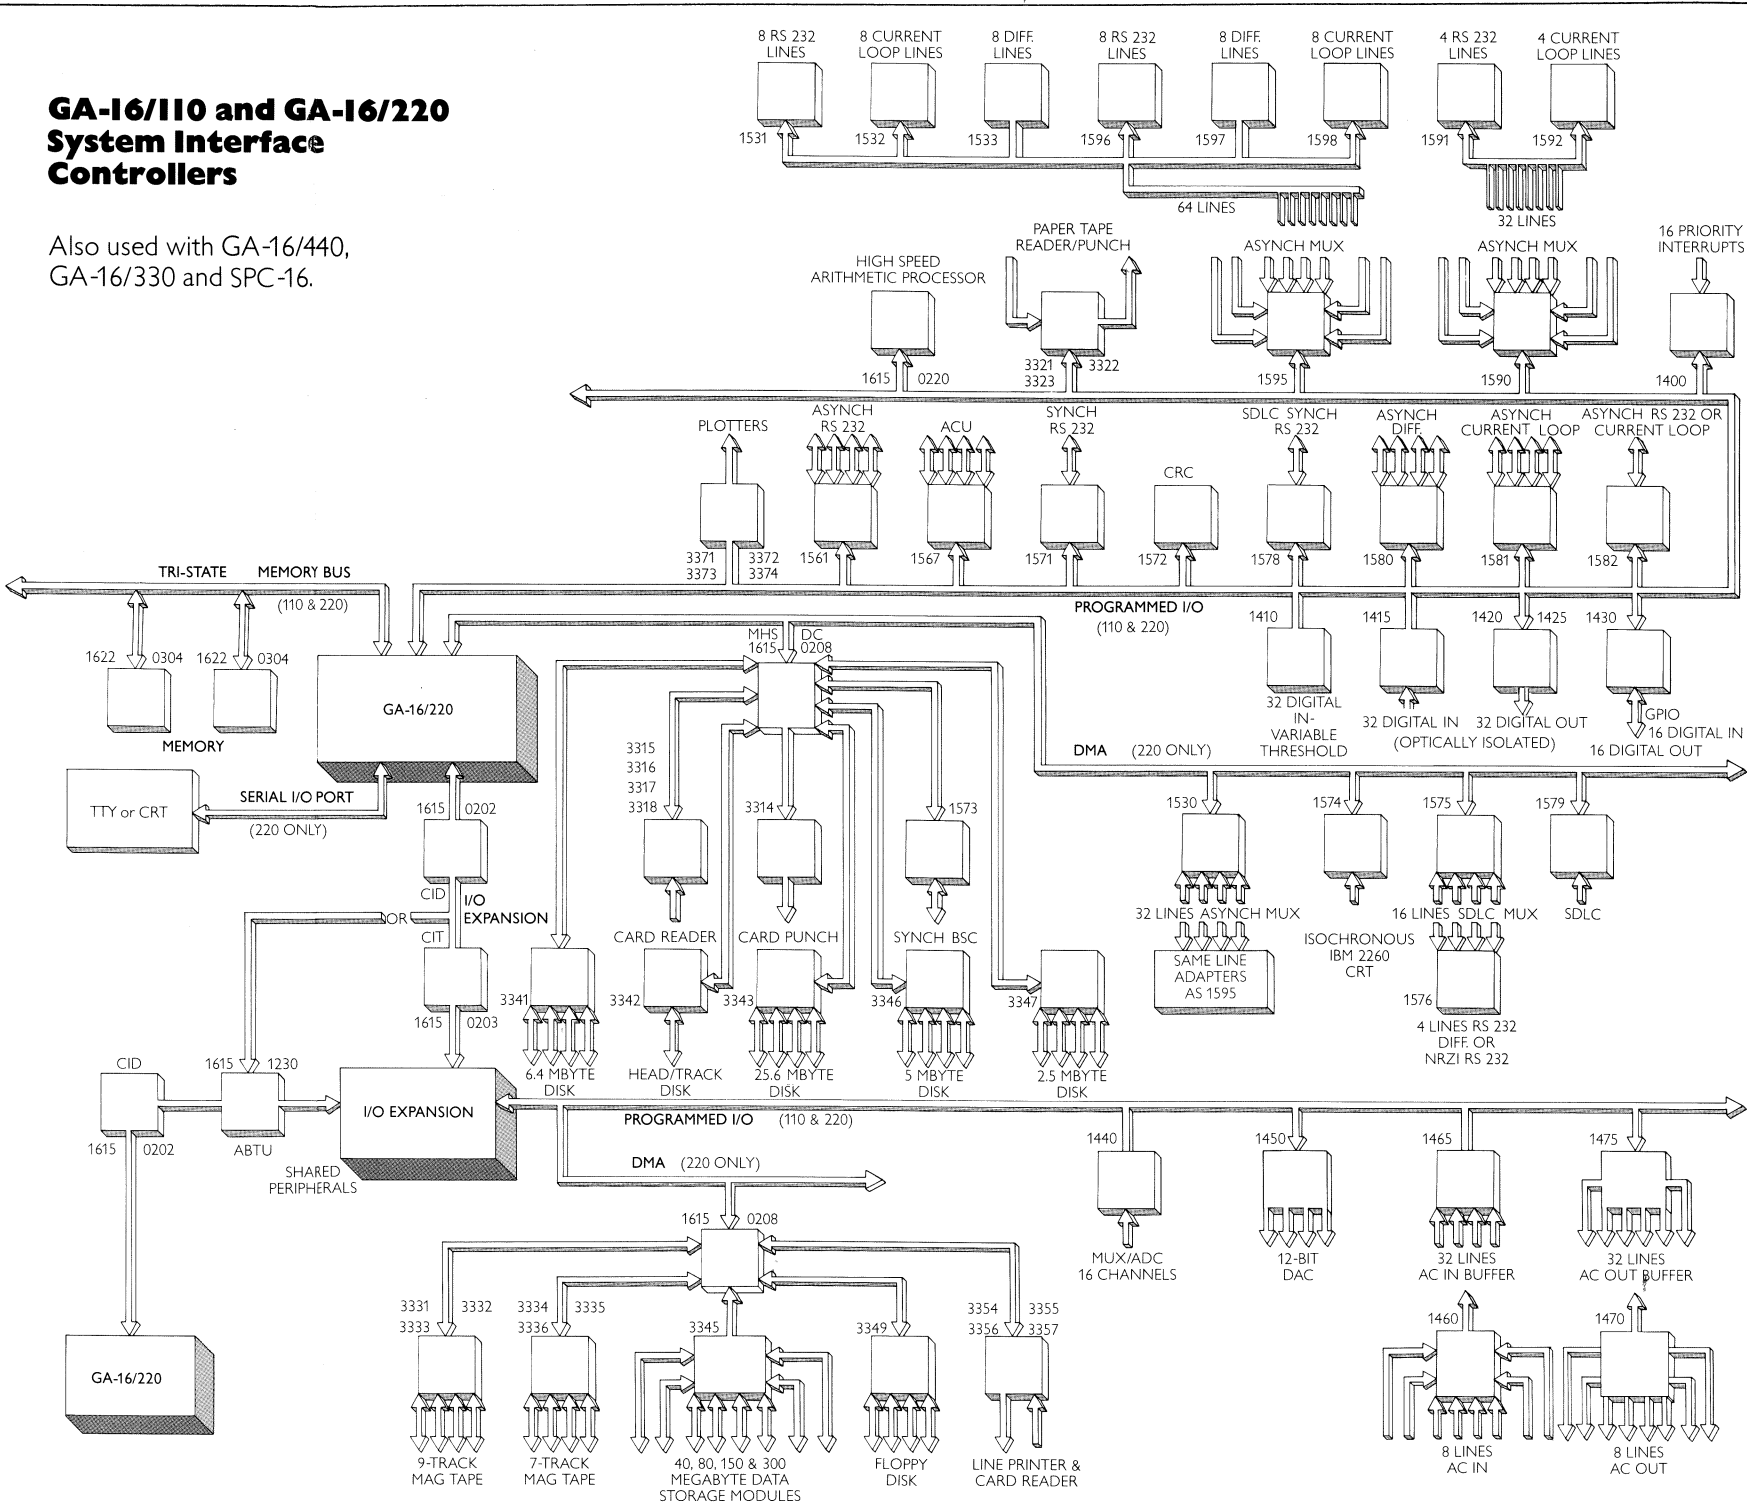 GA-16/110 and GA-16/220
System Interface
Controllers
Also used with GA-16/440,
GA-16/330 and SPC-16.
8 RS 232
LINES
8 CURRENT
LOOP LINES
8 DIFF.
LINES
8 RS 232
LINES
8 DIFF.
LINES
8 CURRENT
LOOP LINES
4 RS 232
LINES
4 CURRENT
LOOP LINES
1531
1532
1533
1596
1597
1598
1591
1592
64 LINES
32 LINES
HIGH SPEED
ARITHMETIC PROCESSOR
PAPER TAPE
READER/PUNCH
ASYNCH MUX
ASYNCH MUX
16 PRIORITY
INTERRUPTS
1615
0220
3321
3323
3322
1595
1590
1400
PLOTTERS
ASYNCH
RS 232
ACU
SYNCH
RS 232
CRC
SDLC SYNCH
RS 232
ASYNCH
DIFF.
ASYNCH
CURRENT LOOP
ASYNCH RS 232 OR
CURRENT LOOP
3371
3373
3372
3374
1561
1567
1571
1572
1578
1580
1581
1582
TRI-STATE MEMORY BUS
(110 & 220)
PROGRAMMED I/O
(110 & 220)
1622
0304
1622
0304
MEMORY
GA-16/220
MHS
1615
DC
0208
1410
1415
1420
1425
1430
32 DIGITAL
IN-
VARIABLE
THRESHOLD
32 DIGITAL IN
32 DIGITAL OUT
(OPTICALLY ISOLATED)
GPIO
16 DIGITAL IN
16 DIGITAL OUT
DMA (220 ONLY)
TTY or CRT
SERIAL I/O PORT
(220 ONLY)
1615
0202
CID
I/O
EXPANSION
OR
CIT
1615
0203
3315
3316
3317
3318
3314
1573
CARD READER
CARD PUNCH
SYNCH BSC
1530
1574
1575
1579
32 LINES ASYNCH MUX
SAME LINE
ADAPTERS
AS 1595
ISOCHRONOUS
IBM 2260
CRT
16 LINES SDLC MUX
SDLC
1576
4 LINES RS 232
DIFF. OR
NRZI RS 232
3341
3342
3343
3346
3347
6.4 MBYTE
DISK
HEAD/TRACK
DISK
25.6 MBYTE
DISK
5 MBYTE
DISK
2.5 MBYTE
DISK
CID
1615
1230
1615
0202
ABTU
I/O EXPANSION
SHARED
PERIPHERALS
PROGRAMMED I/O (110 & 220)
DMA (220 ONLY)
1440
1450
1465
1475
MUX/ADC
16 CHANNELS
12-BIT
DAC
32 LINES
AC IN BUFFER
32 LINES
AC OUT BUFFER
1615
0208
3331
3333
3332
3334
3336
3335
3345
3349
3354
3356
3355
3357
1460
1470
GA-16/220
9-TRACK
MAG TAPE
7-TRACK
MAG TAPE
40, 80, 150 & 300
MEGABYTE DATA
STORAGE MODULES
FLOPPY
DISK
LINE PRINTER &
CARD READER
8 LINES
AC IN
8 LINES
AC OUT